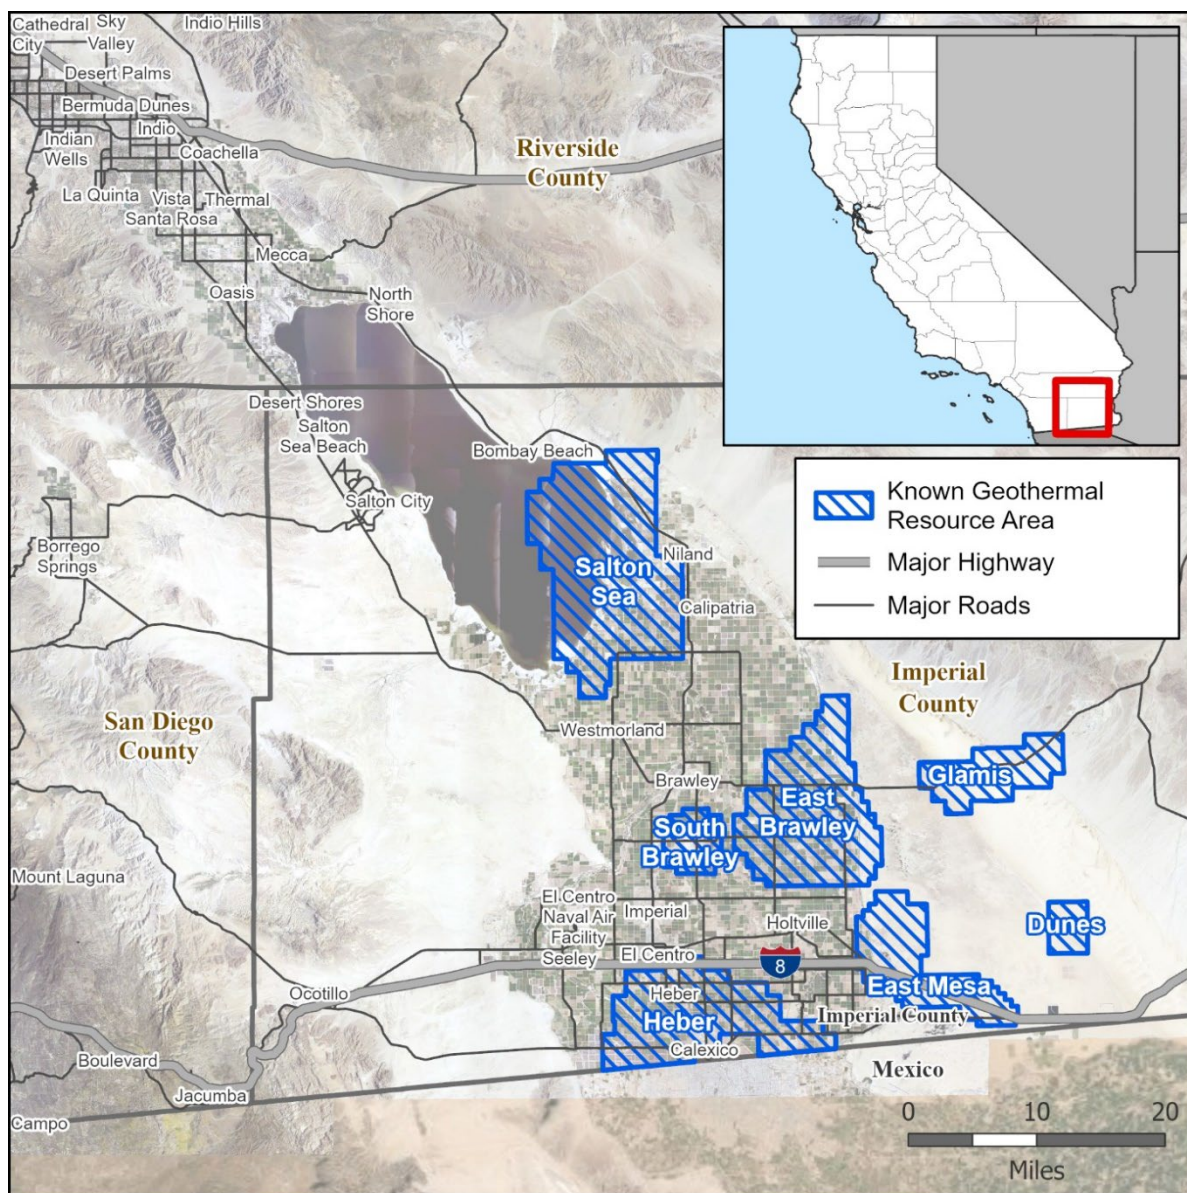 Cathedral
City
Sky
Valley
Indio Hills
Desert Palms
Bermuda Dunes
Indio
Indian
Wells
Coachella
La Quinta
Vista
Santa Rosa
Thermal
Mecca
Oasis
North
Shore
Riverside
County
Desert Shores
Salton
Sea Beach
Salton City
Bombay Beach
Borrego
Springs
Salton
Sea
Niland
Calipatria
Known Geothermal
Resource Area
Major Highway
Major Roads
San Diego
County
Imperial
County
Westmorland
Brawley
Glamis
East
Brawley
South
Brawley
Mount Laguna
El Centro
Naval Air
Facility
Seeley
Imperial
Holtville
Dunes
El Centro
8
Ocotillo
Heber
Heber
East Mesa
Imperial County
Calexico
Boulevard
Jacumba
Mexico
Campo
0 10 20
Miles